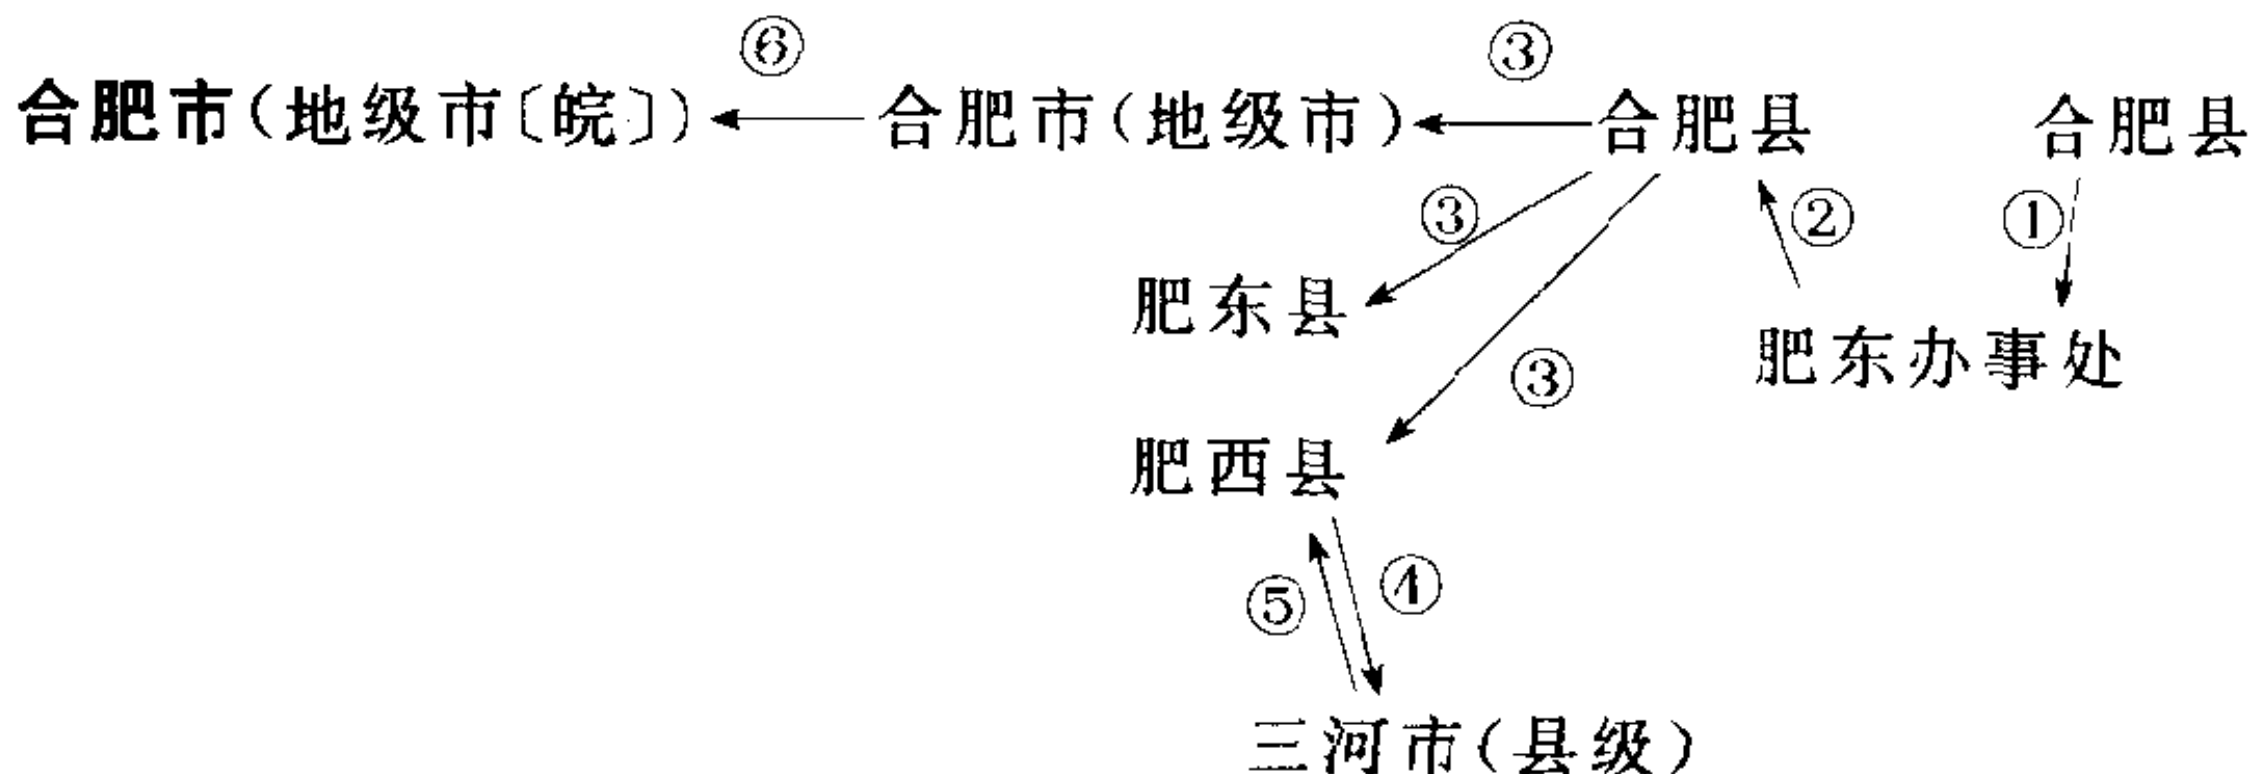 ⑥ ③
合肥市(地级市〔皖〕) 合肥市(地级市) 合肥县 合肥县
③ ② ①
肥东县
肥东办事处
③
肥西县
⑤ ④
三河市(县级)